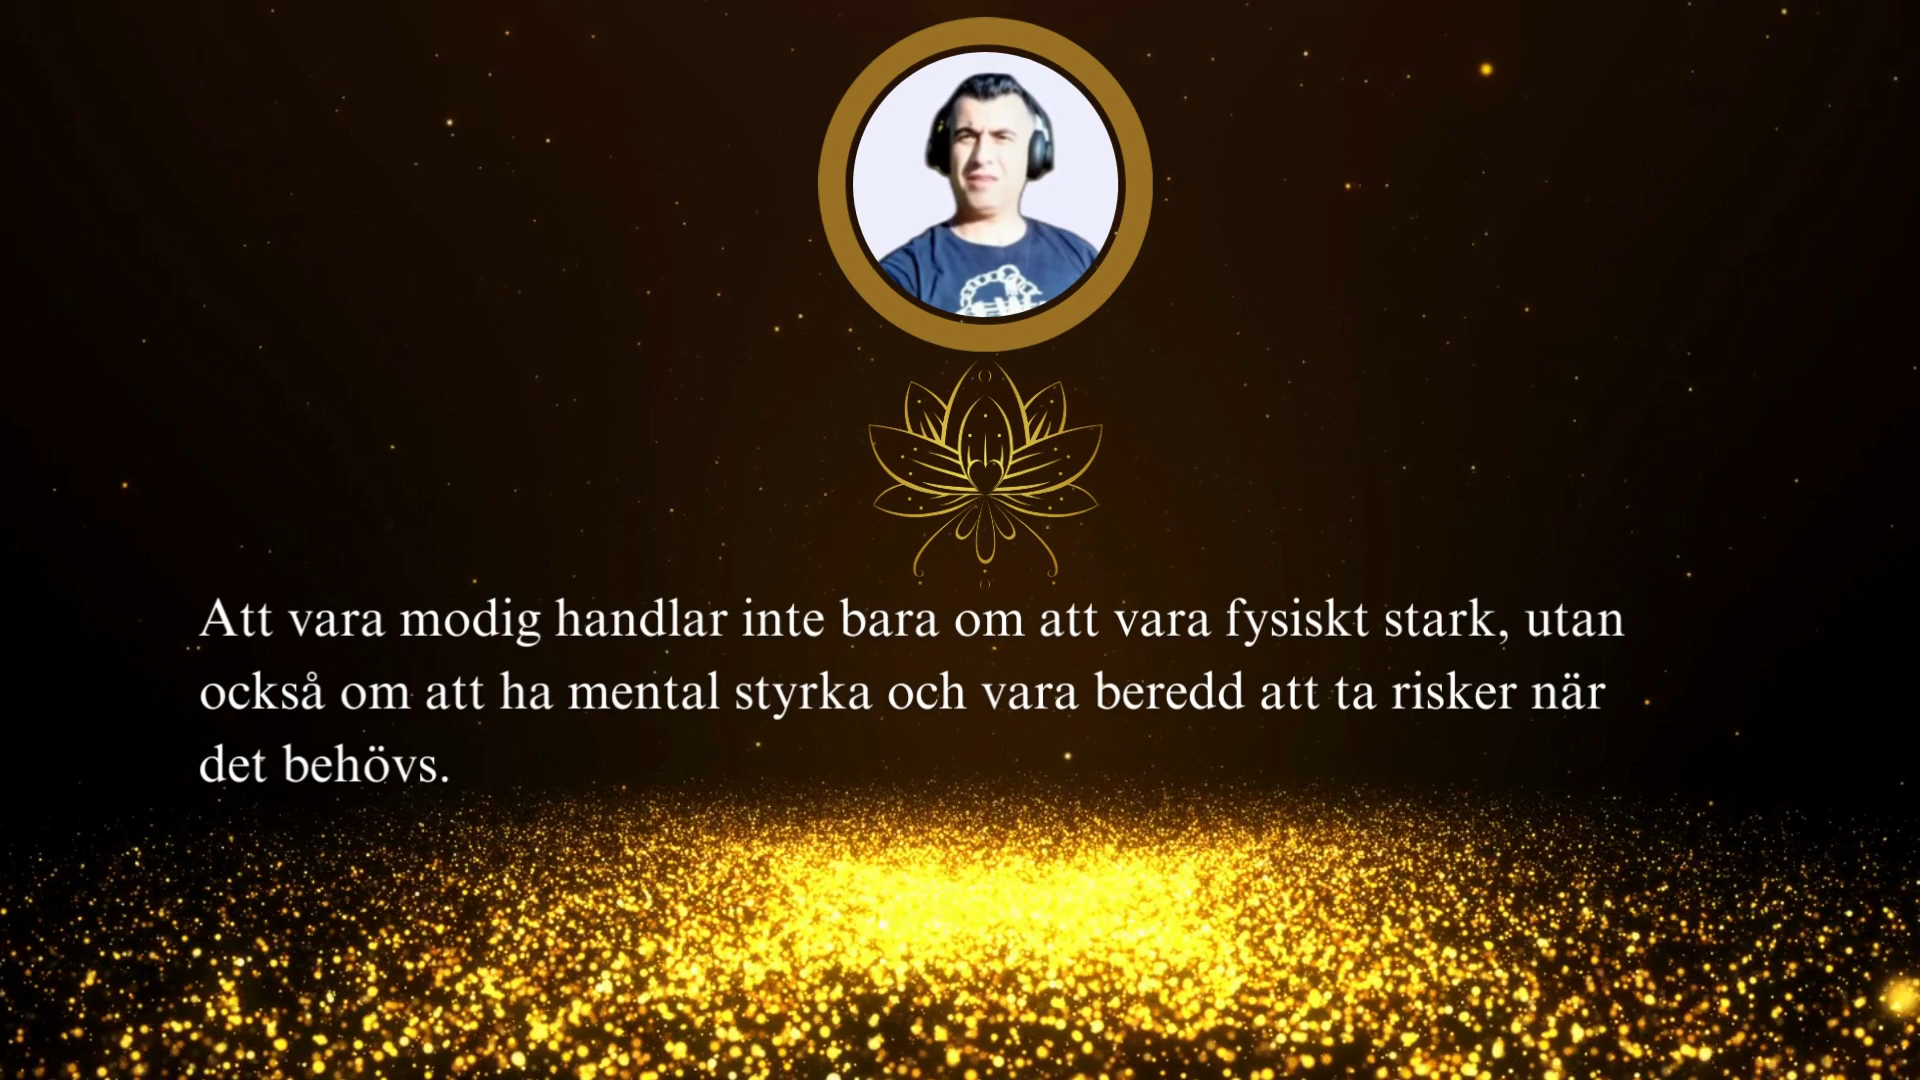 Att vara modig handlar inte bara om att vara fysiskt stark, utan
också om att ha mental styrka och vara beredd att ta risker när
det behövs.